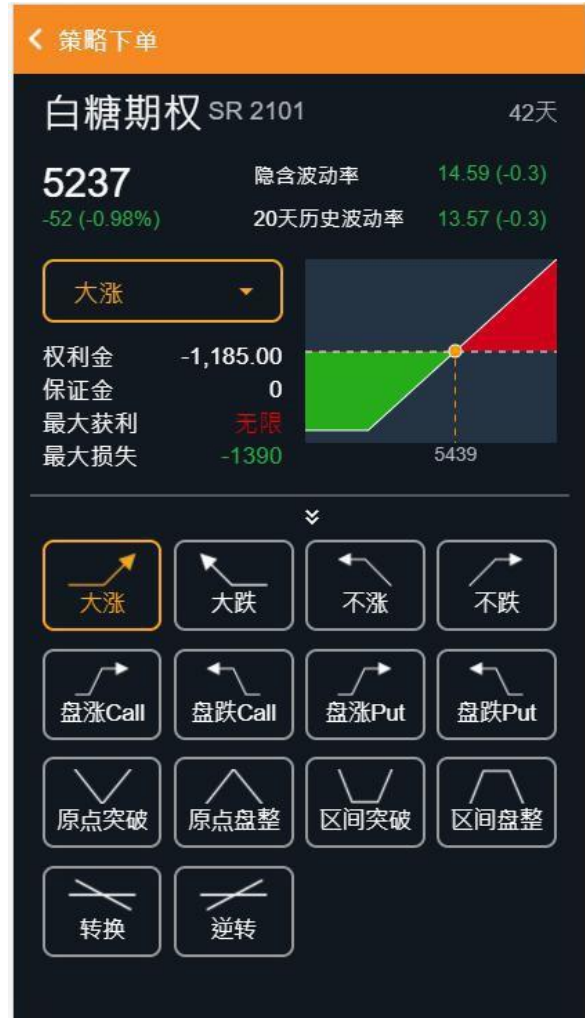 策略下单
白糖期权 SR 2101 42天
5237 隐含波动率 14.59 (-0.3)
-52 (-0.98%) 20天历史波动率 13.57 (-0.3)
大涨
权利金 -1,185.00
保证金 0
最大获利 无限
最大损失 -1390
5439
大涨 大跌 不涨 不跌
盘涨Call 盘跌Call 盘涨Put 盘跌Put
原点突破 原点盘整 区间突破 区间盘整
转换 逆转